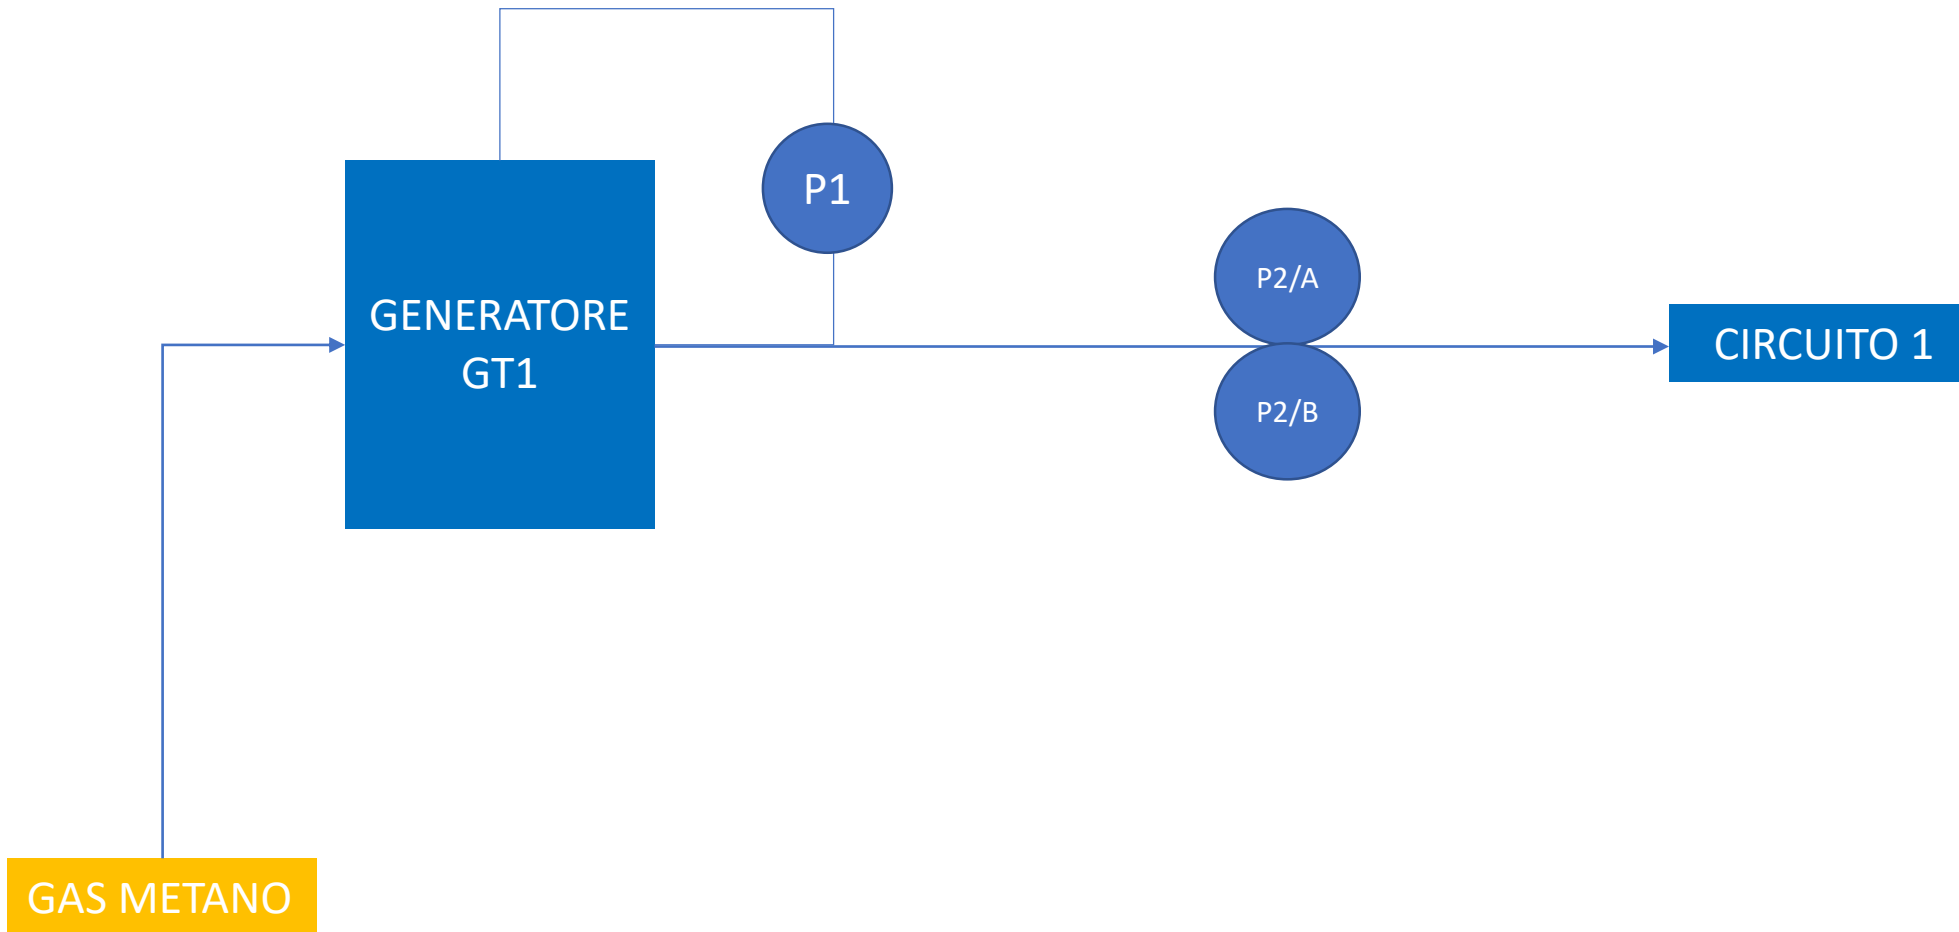 P1
P2/A
GENERATORE
GT1
CIRCUITO 1
P2/B
GAS METANO